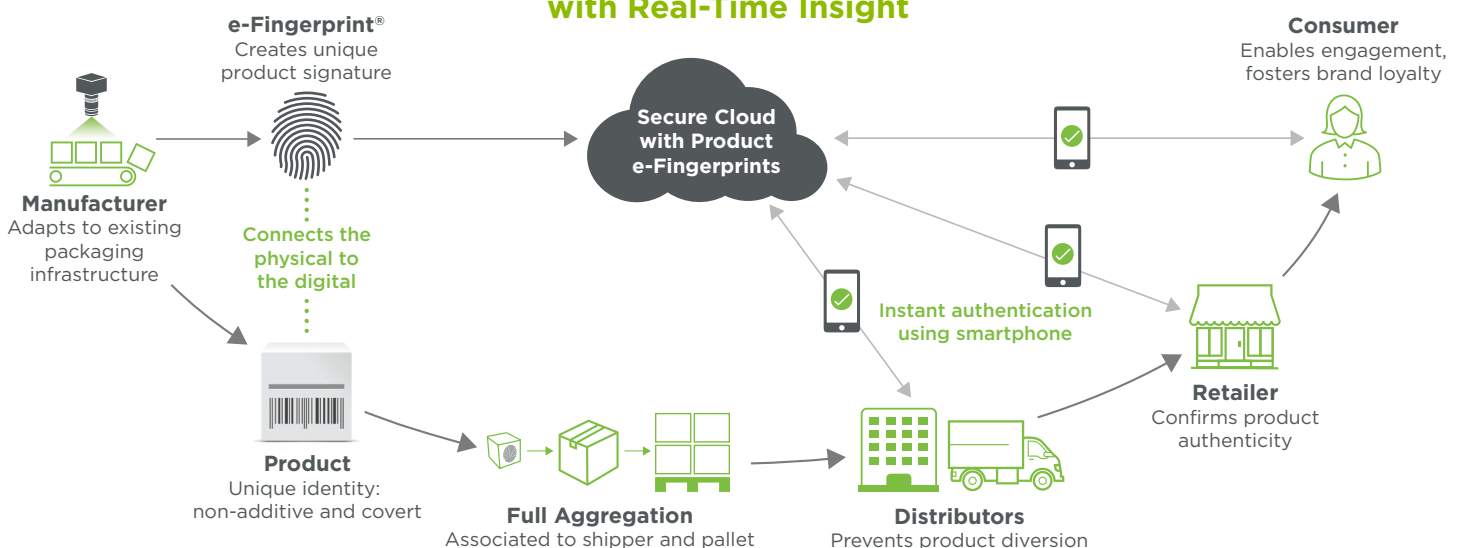 with Real-Time Insight
e-Fingerprint®
Creates unique
product signature
Consumer
Enables engagement,
fosters brand loyalty
Secure Cloud
with Product
e-Fingerprints
Manufacturer
Adapts to existing
packaging
infrastructure
Connects the
physical to
the digital
Instant authentication
using smartphone
Retailer
Confirms product
authenticity
Product
Unique identity:
non-additive and covert
Full Aggregation
Associated to shipper and pallet
Distributors
Prevents product diversion